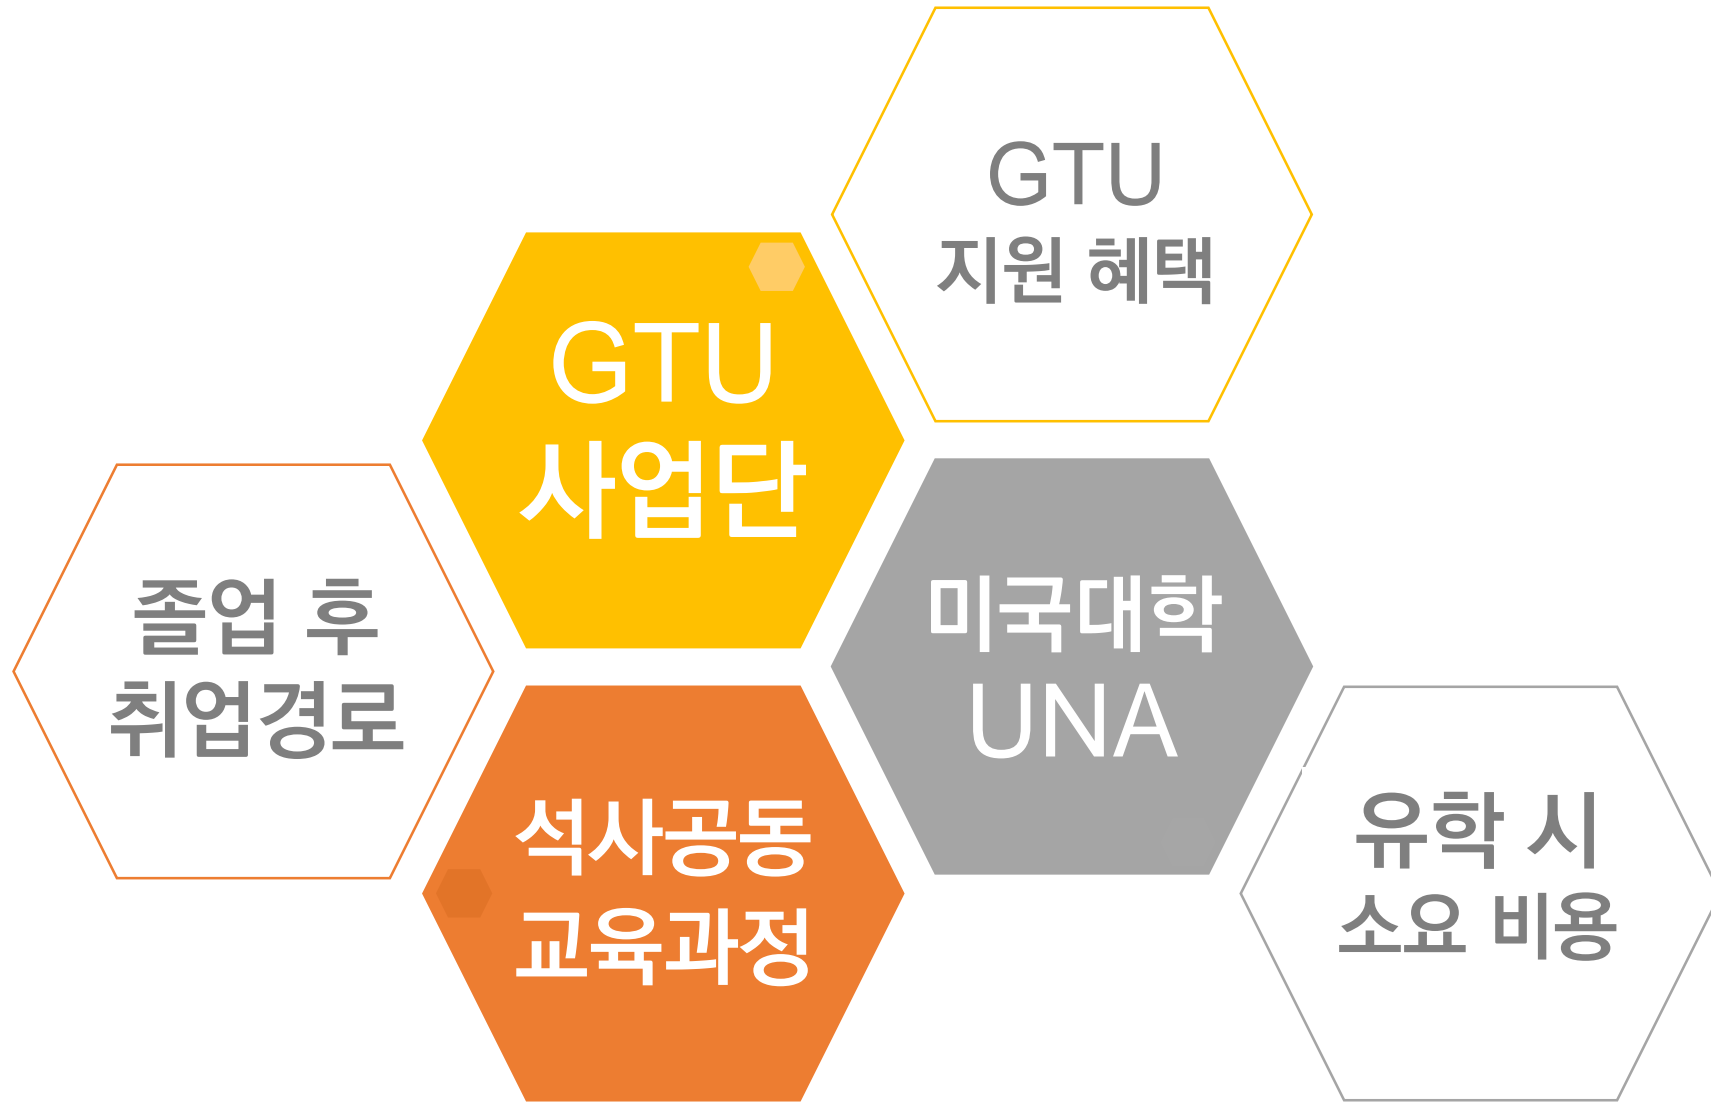 GTU
지원 혜택
GTU
사업단
졸업 후
취업경로
미국대학
UNA
석사공동
교육과정
유학 시
소요 비용